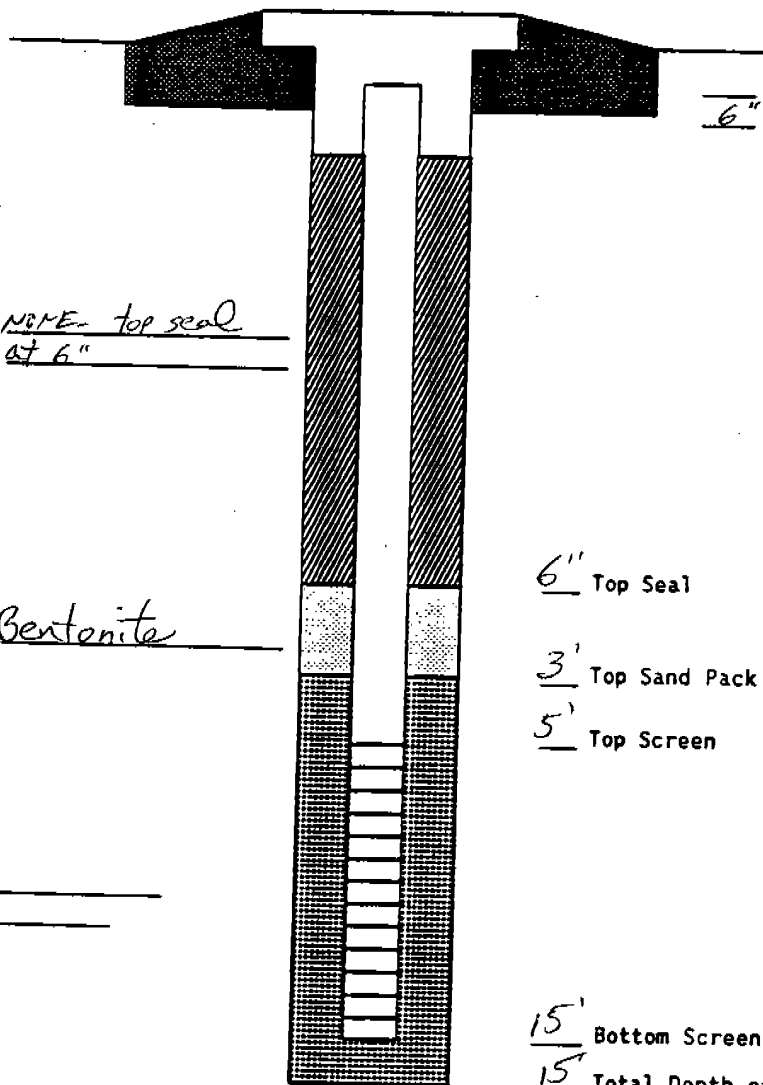 6"
NONE- top seal
at 6"
6" Top Seal
Bentonite
3' Top Sand Pack
5' Top Screen
15' Bottom Screen
15' Total Depth o